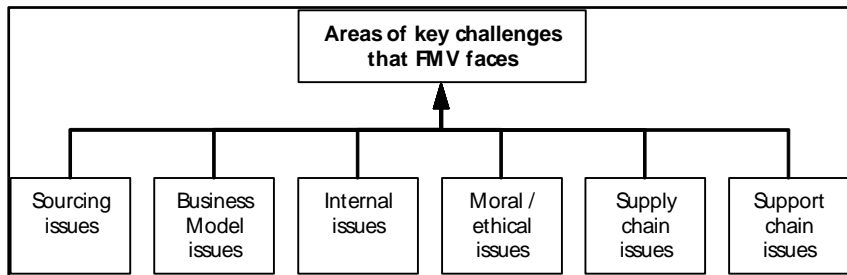 Areas of key challenges
that FMV faces
Sourcing
issues
Business
Model
issues
Internal
issues
Moral /
ethical
issues
Supply
chain
issues
Support
chain
issues